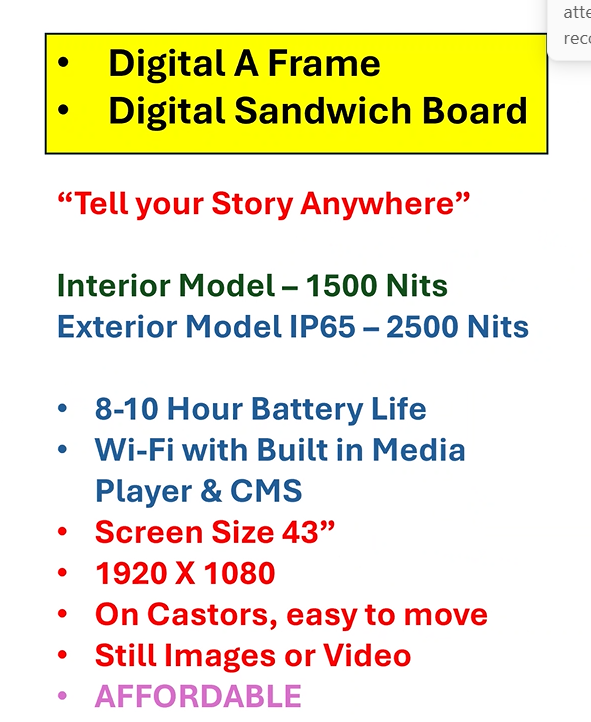 atte
reco
• Digital A Frame
• Digital Sandwich Board
“Tell your Story Anywhere”
Interior Model – 1500 Nits
Exterior Model IP65 – 2500 Nits
• 8-10 Hour Battery Life
• Wi-Fi with Built in Media
Player & CMS
• Screen Size 43”
• 1920 X 1080
• On Castors, easy to move
• Still Images or Video
• AFFORDABLE